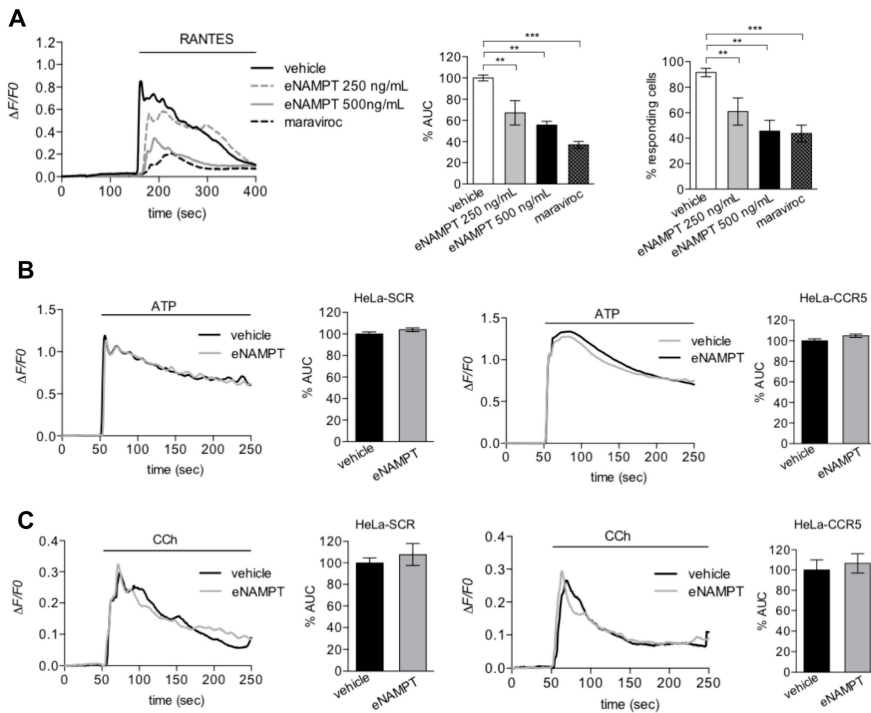 A
RANTES
ΔF/F0
1.2
1.0
0.8
0.6
0.4
0.2
0.0
0 100 200 300 400
time (sec)
vehicle
eNAMPT 250 ng/mL
eNAMPT 500ng/mL
maraviroc
***
**
**
% AUC
120
100
80
60
40
20
0
vehicle
eNAMPT 250 ng/mL
eNAMPT 500 ng/mL
maraviroc
***
**
**
% responding cells
100
80
60
40
20
0
vehicle
eNAMPT 250 ng/mL
eNAMPT 500 ng/mL
maraviroc
B
ATP
ΔF/F0
1.5
1.0
0.5
0.0
0 50 100 150 200 250
time (sec)
vehicle
eNAMPT
HeLa-SCR
% AUC
120
100
80
60
40
20
0
vehicle
eNAMPT
ATP
ΔF/F0
1.5
1.0
0.5
0.0
0 50 100 150 200 250
time (sec)
vehicle
eNAMPT
HeLa-CCR5
% AUC
120
100
80
60
40
20
0
vehicle
eNAMPT
C
CCh
ΔF/F0
0.4
0.3
0.2
0.1
0.0
0 50 100 150 200 250
time (sec)
vehicle
eNAMPT
HeLa-SCR
% AUC
120
100
80
60
40
20
0
vehicle
eNAMPT
CCh
ΔF/F0
0.4
0.3
0.2
0.1
0.0
0 50 100 150 200 250
time (sec)
vehicle
eNAMPT
HeLa-CCR5
% AUC
120
100
80
60
40
20
0
vehicle
eNAMPT